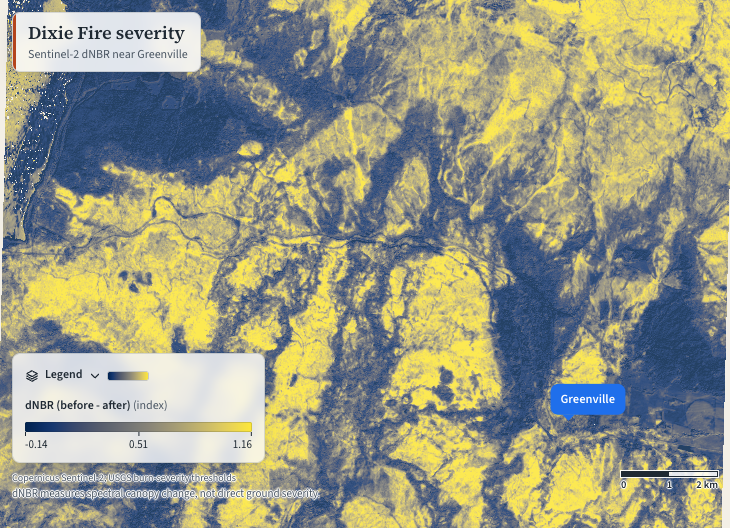 Dixie Fire severity
Sentinel-2 dNBR near Greenville
Greenville
Legend
dNBR (before - after) (index)
-0.14 0.51 1.16
Copernicus Sentinel-2; USGS burn-severity thresholds
dNBR measures spectral canopy change, not direct ground severity.
0 1 2 km